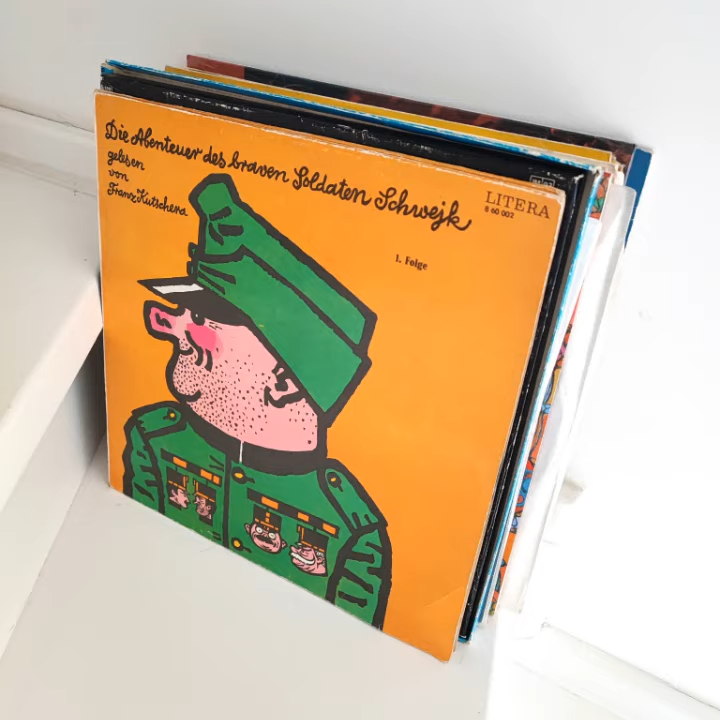 Die Abenteuer des braven Soldaten Schwejk
gelesen
von
Franz Kutschera
LITERA
8 60 002
1. Folge